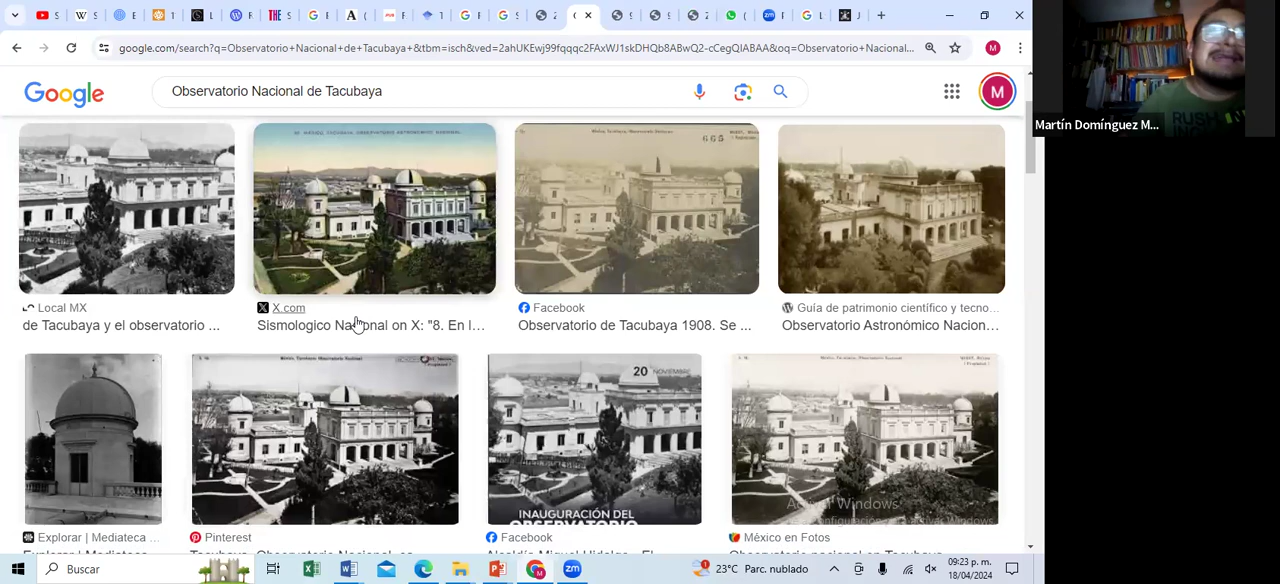 google.com/search?q=Observatorio+Nacional+de+Tacubaya+&tbm=isch&ved=2ahUKEwj99fqqqc2FAxWJ1skDHQb8ABwQ2-cCegQIABAA&oq=Observatorio+Nacional...
M
Google
Observatorio Nacional de Tacubaya
M
RUSH
Martín Domínguez M...
Local MX
X.com
Facebook
Guía de patrimonio científico y tecno...
de Tacubaya y el observatorio ...
Sismologico Nacional on X: "8. En l...
Observatorio de Tacubaya 1908. Se ...
Observatorio Astronómico Nacion...
20 NOVIEMBRE
INAUGURACIÓN DEL
OBSERVATORIO
Activar Windows
Explorar | Mediateca ...
Pinterest
Facebook
México en Fotos
Buscar
23°C Parc. nublado
09:23 p. m.
18/04/2024